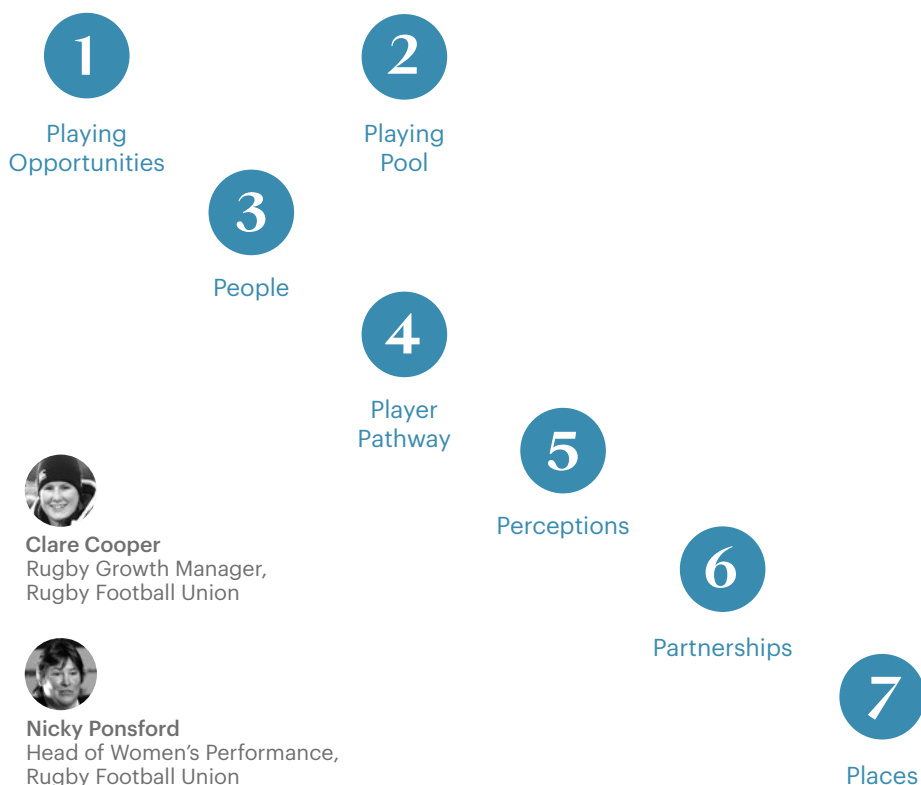 1
Playing
Opportunities
2
Playing
Pool
3
People
4
Player
Pathway
5
Perceptions
6
Partnerships
7
Places
Clare Cooper
Rugby Growth Manager,
Rugby Football Union
Nicky Ponsford
Head of Women's Performance,
Rugby Football Union